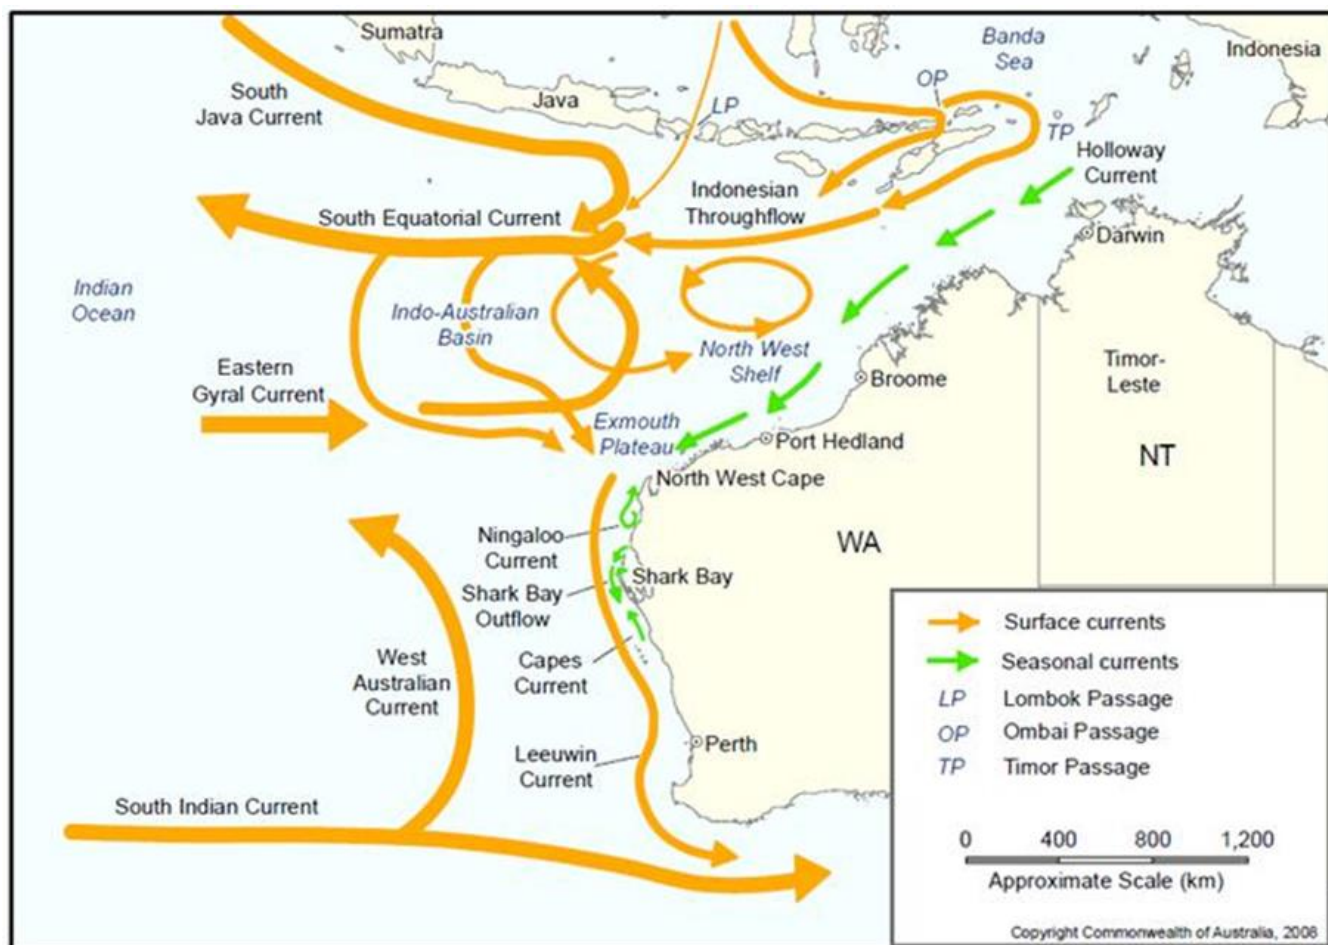 Sumatra
Banda
Sea
Indonesia
OP
South
Java Current
Java
LP
TP
Holloway
Current
Indonesian
Throughflow
South Equatorial Current
Darwin
Indian
Ocean
Indo-Australian
Basin
North West
Shelf
Timor-
Leste
Eastern
Gyral Current
Broome
Exmouth
Plateau
Port Hedland
NT
North West Cape
Ningaloo
Current
WA
Shark Bay
Shark Bay
Outflow
Capes
Current
West
Australian
Current
Perth
Leeuwin
Current
South Indian Current
Surface currents
Seasonal currents
LP Lombok Passage
OP Ombai Passage
TP Timor Passage
0 400 800 1,200
Approximate Scale (km)
Copyright Commonwealth of Australia, 2008